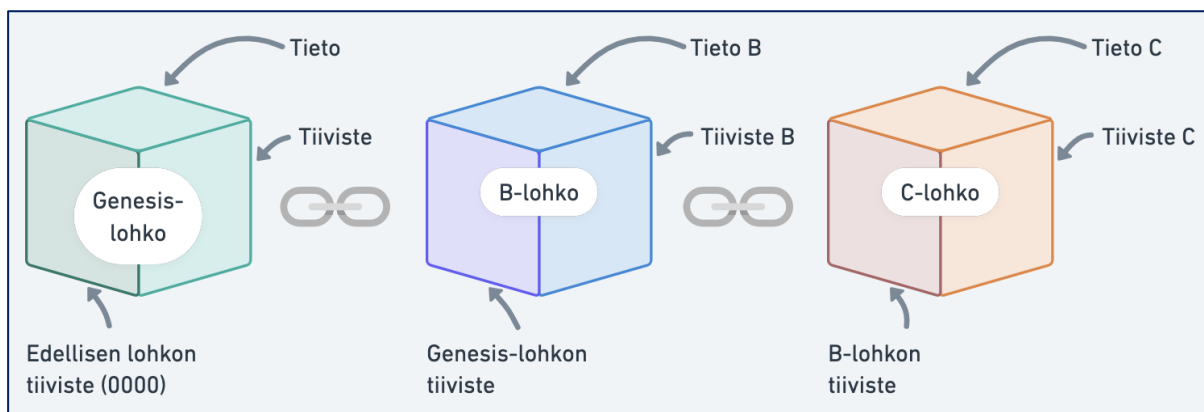 Tieto
Tiiviste
Genesis-
lohko
Edellisen lohkon
tiiviste (0000)
Tieto B
Tiiviste B
B-lohko
Genesis-lohkon
tiiviste
Tieto C
Tiiviste C
C-lohko
B-lohkon
tiiviste